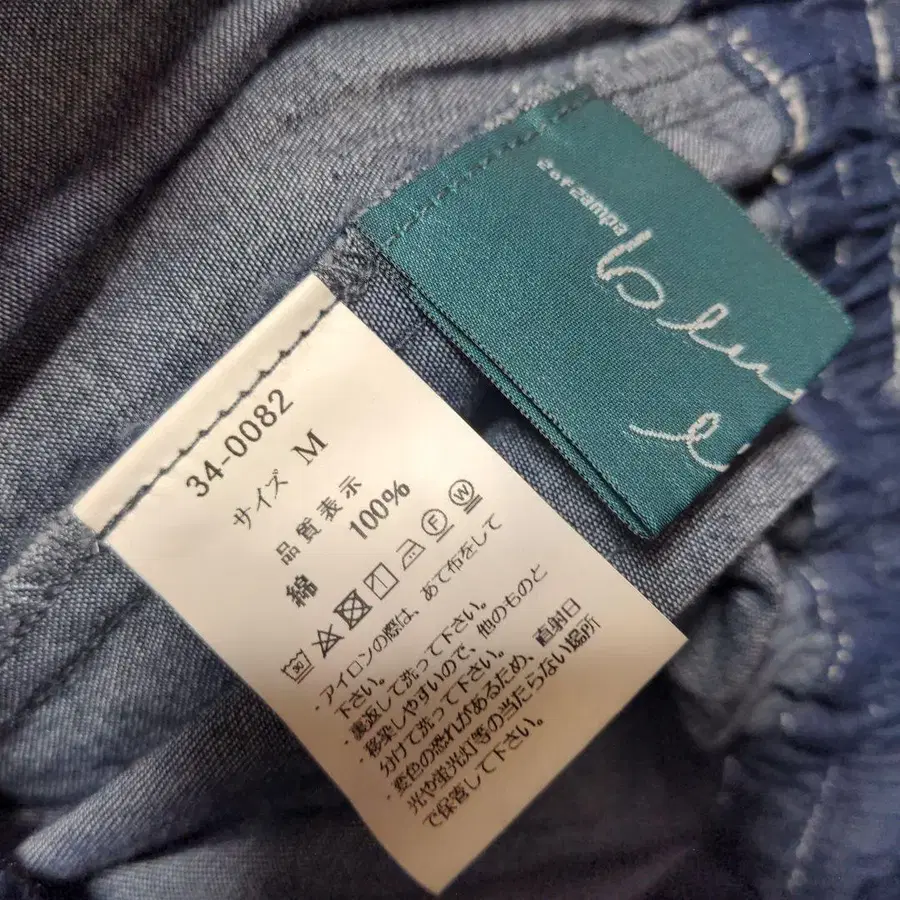 34-0082
サイズ M
品質表示
綿 100%
30 F W
・アイロンの際は、あて布をして
下さい。
・裏返して洗って下さい。
・移染しやすいので、他のものと
分けて洗って下さい。
・変色の恐れがあるため、直射日
光や蛍光灯等の当たらない場所
で保管して下さい。
zampa